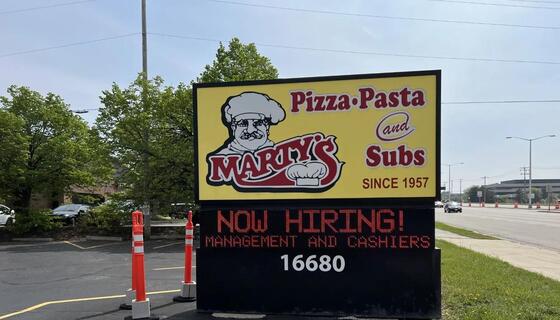 Pizza·Pasta
and
Subs
MARTY'S
SINCE 1957
NOW HIRING!
MANAGEMENT AND CASHIERS
16680